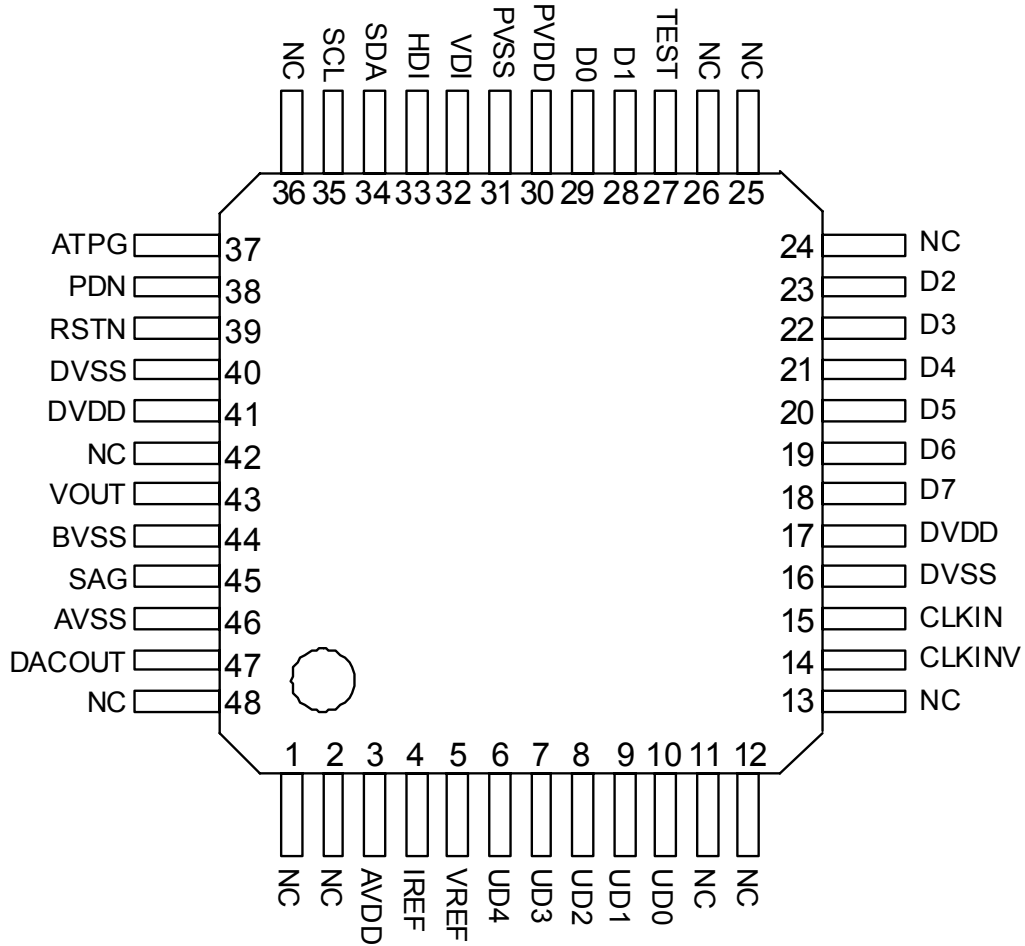 NC
SCL
SDA
HDI
VDI
PVSS
PVDD
D0
D1
TEST
NC
NC
36
35
34
33
32
31
30
29
28
27
26
25
ATPG 37
PDN 38
RSTN 39
DVSS 40
DVDD 41
NC 42
VOUT 43
BVSS 44
SAG 45
AVSS 46
DACOUT 47
NC 48
24 NC
23 D2
22 D3
21 D4
20 D5
19 D6
18 D7
17 DVDD
16 DVSS
15 CLKIN
14 CLKINV
13 NC
1
2
3
4
5
6
7
8
9
10
11
12
NC
NC
AVDD
IREF
VREF
UD4
UD3
UD2
UD1
UD0
NC
NC